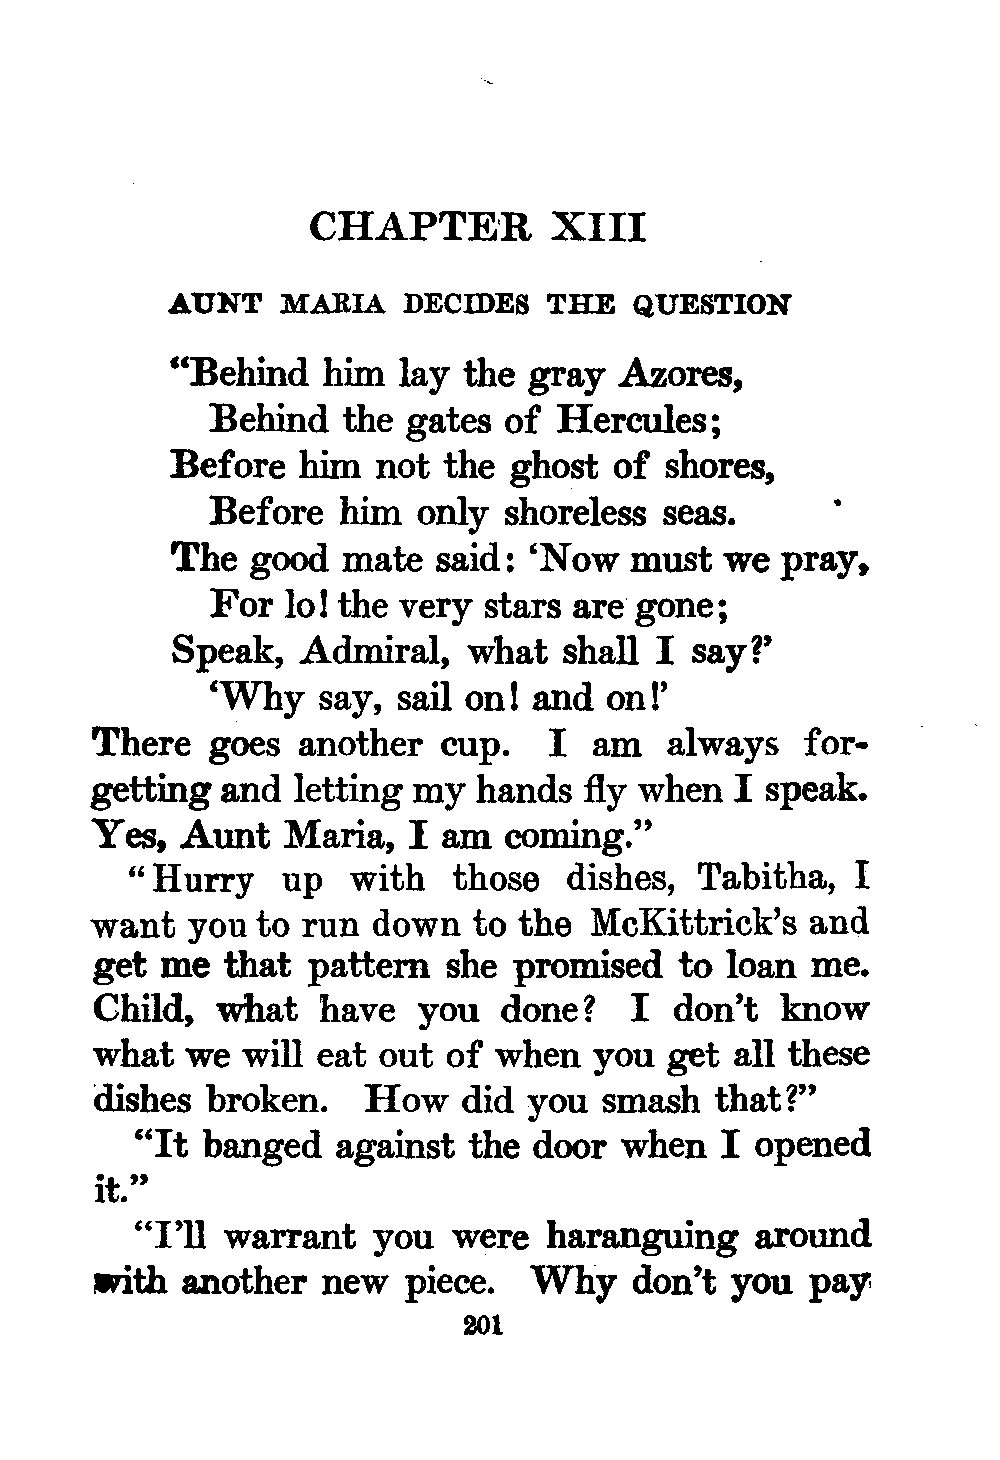 CHAPTER XIII
AUNT MARIA DECIDES THE QUESTION
“Behind him lay the gray Azores,
Behind the gates of Hercules;
Before him not the ghost of shores,
Before him only shoreless seas.
The good mate said: ‘Now must we pray,
For lo! the very stars are gone;
Speak, Admiral, what shall I say?’
‘Why say, sail on! and on!’
There goes another cup. I am always for-
getting and letting my hands fly when I speak.
Yes, Aunt Maria, I am coming.”
“Hurry up with those dishes, Tabitha, I
want you to run down to the McKittrick’s and
get me that pattern she promised to loan me.
Child, what have you done? I don’t know
what we will eat out of when you get all these
dishes broken. How did you smash that?”
“It banged against the door when I opened
it.”
“I’ll warrant you were haranguing around
with another new piece. Why don’t you pay
201